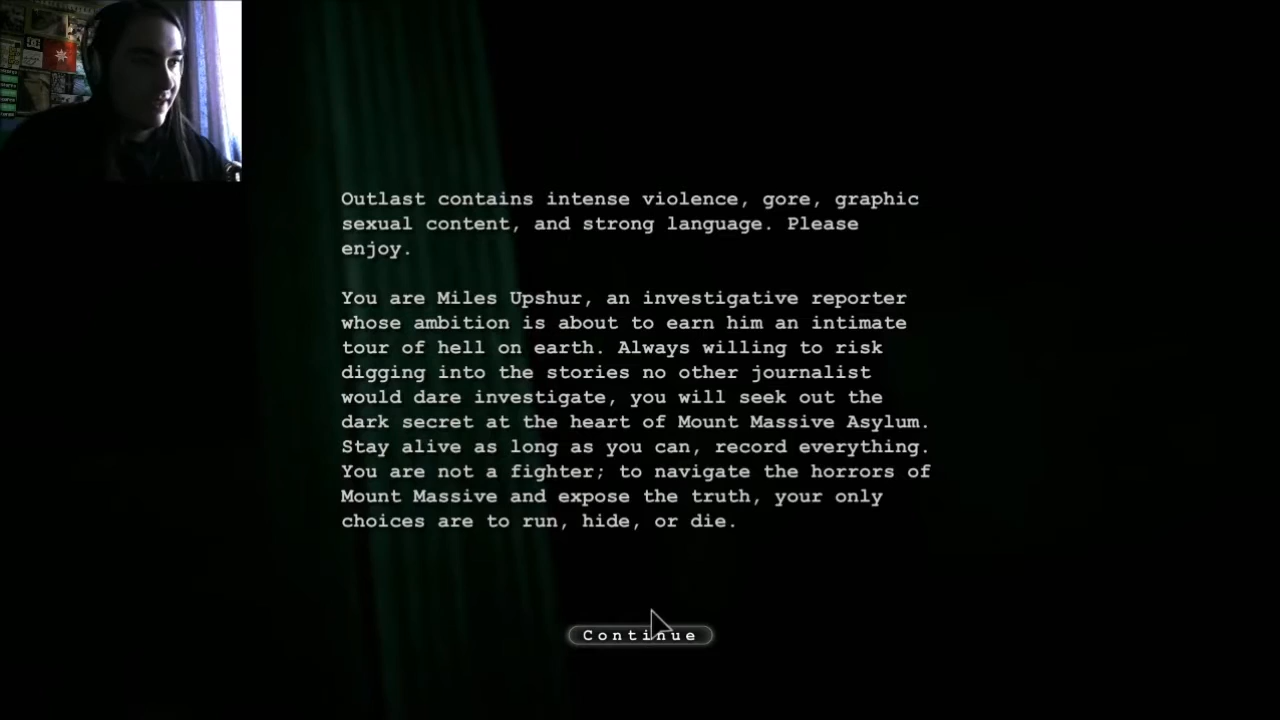 Outlast contains intense violence, gore, graphic
sexual content, and strong language. Please
enjoy.
You are Miles Upshur, an investigative reporter
whose ambition is about to earn him an intimate
tour of hell on earth. Always willing to risk
digging into the stories no other journalist
would dare investigate, you will seek out the
dark secret at the heart of Mount Massive Asylum.
Stay alive as long as you can, record everything.
You are not a fighter; to navigate the horrors of
Mount Massive and expose the truth, your only
choices are to run, hide, or die.
Continue